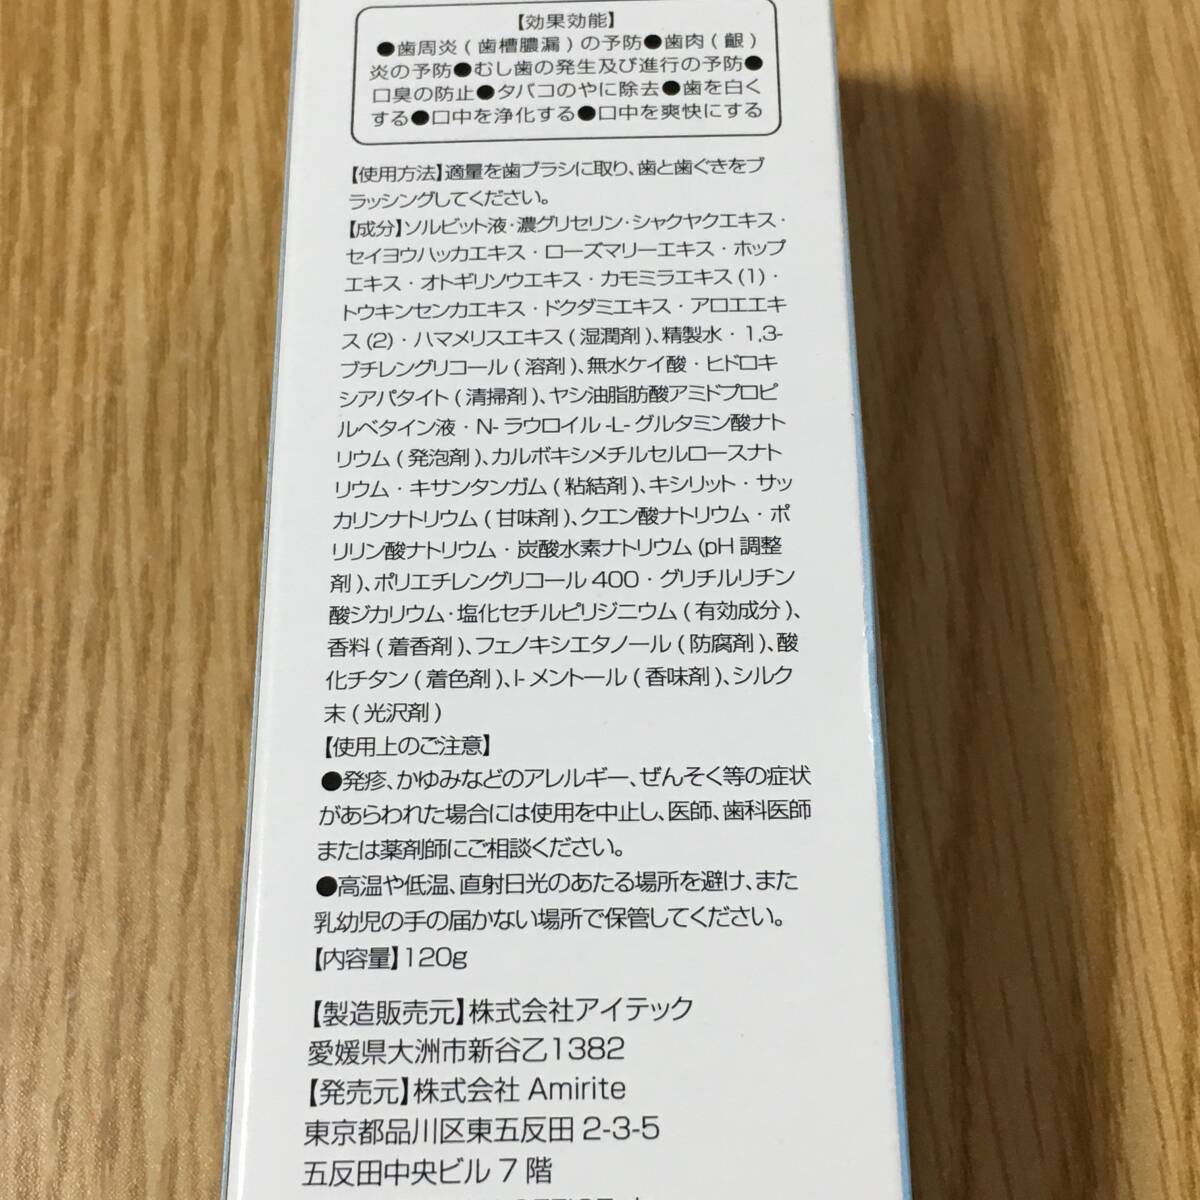 【効果効能】
●歯周炎(歯槽膿漏)の予防●歯肉(齦)
炎の予防●むし歯の発生及び進行の予防●
口臭の防止●タバコのやに除去●歯を白く
する●口中を浄化する●口中を爽快にする
【使用方法】適量を歯ブラシに取り、歯と歯ぐきをブ
ラッシングしてください。
【成分】ソルビット液・濃グリセリン・シャクヤクエキス・
セイヨウハッカエキス・ローズマリーエキス・ホップ
エキス・オトギリソウエキス・カモミラエキス(1)・
トウキンセンカエキス・ドクダミエキス・アロエエキ
ス(2)・ハマメリスエキス(湿潤剤)、精製水・1,3-
ブチレングリコール(溶剤)、無水ケイ酸・ヒドロキ
シアパタイト(清掃剤)、ヤシ油脂肪酸アミドプロピ
ルベタイン液・N-ラウロイル-L-グルタミン酸ナト
リウム(発泡剤)、カルボキシメチルセルロースナト
リウム・キサンタンガム(粘結剤)、キシリット・サッ
カリンナトリウム(甘味剤)、クエン酸ナトリウム・ポ
リリン酸ナトリウム・炭酸水素ナトリウム(pH調整
剤)、ポリエチレングリコール400・グリチルリチン
酸ジカリウム・塩化セチルピリジニウム(有効成分)、
香料(着香剤)、フェノキシエタノール(防腐剤)、酸
化チタン(着色剤)、l-メントール(香味剤)、シルク
末(光沢剤)
【使用上のご注意】
●発疹、かゆみなどのアレルギー、ぜんそく等の症状
があらわれた場合には使用を中止し、医師、歯科医師
または薬剤師にご相談ください。
●高温や低温、直射日光のあたる場所を避け、また
乳幼児の手の届かない場所で保管してください。
【内容量】120g
【製造販売元】株式会社アイテック
愛媛県大洲市新谷乙1382
【発売元】株式会社 Amirite
東京都品川区東五反田 2-3-5
五反田中央ビル 7 階